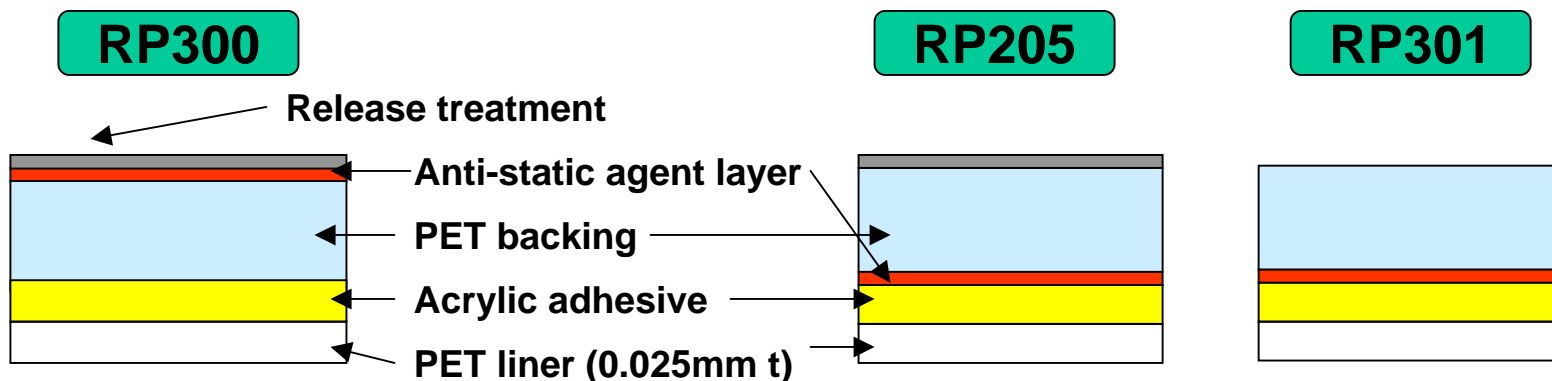 RP300
RP205
RP301
Release treatment
Anti-static agent layer
PET backing
Acrylic adhesive
PET liner (0.025mm t)